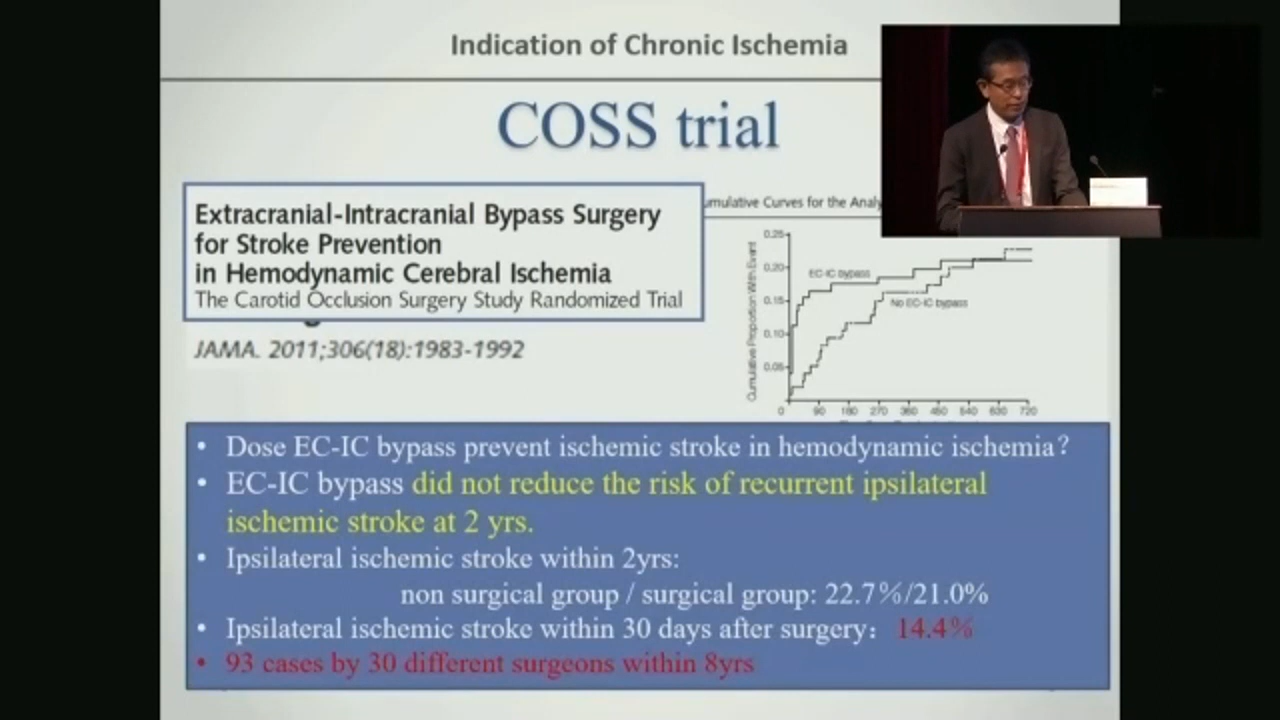 Indication of Chronic Ischemia
COSS trial
Extracranial-Intracranial Bypass Surgery
for Stroke Prevention
in Hemodynamic Cerebral Ischemia
The Carotid Occlusion Surgery Study Randomized Trial
JAMA. 2011;306(18):1983-1992
umulative Curves for the Analy
Cumulative Proportion With Event
0.25
0.20
0.15
0.10
0.05
0
EC-IC bypass
No EC-IC bypass
0 90 180 270 360 450 540 630 720
• Dose EC-IC bypass prevent ischemic stroke in hemodynamic ischemia?
• EC-IC bypass did not reduce the risk of recurrent ipsilateral
ischemic stroke at 2 yrs.
• Ipsilateral ischemic stroke within 2yrs:
non surgical group / surgical group: 22.7%/21.0%
• Ipsilateral ischemic stroke within 30 days after surgery: 14.4%
• 93 cases by 30 different surgeons within 8yrs